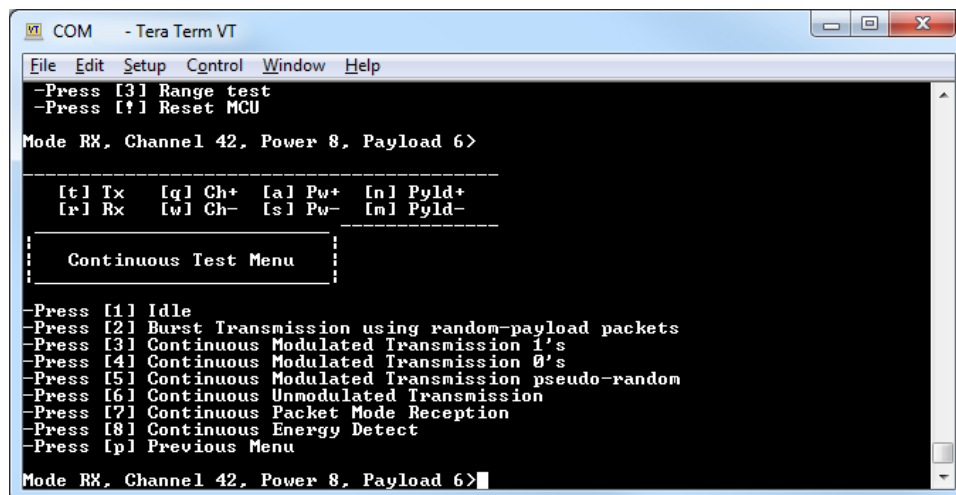 COM - Tera Term VT
File Edit Setup Control Window Help
-Press [3] Range test
-Press [!] Reset MCU
Mode RX, Channel 42, Power 8, Payload 6>
[t] Tx [q] Ch+ [a] Pw+ [n] Pyld+
[r] Rx [w] Ch- [s] Pw- [m] Pyld-
Continuous Test Menu
-Press [1] Idle
-Press [2] Burst Transmission using random-payload packets
-Press [3] Continuous Modulated Transmission 1's
-Press [4] Continuous Modulated Transmission 0's
-Press [5] Continuous Modulated Transmission pseudo-random
-Press [6] Continuous Unmodulated Transmission
-Press [7] Continuous Packet Mode Reception
-Press [8] Continuous Energy Detect
-Press [p] Previous Menu
Mode RX, Channel 42, Power 8, Payload 6>